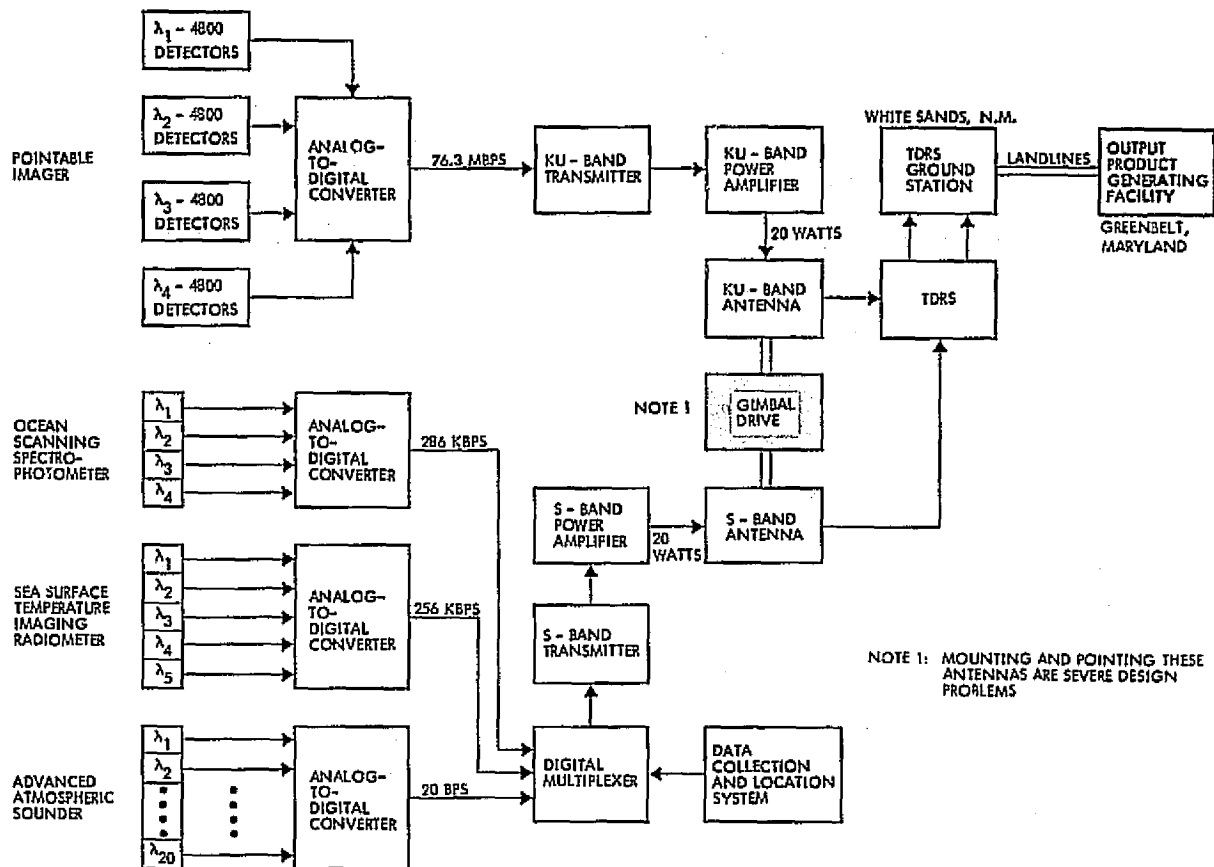 POINTABLE
IMAGER
λ1 - 4800
DETECTORS
λ2 - 4800
DETECTORS
λ3 - 4800
DETECTORS
λ4 - 4800
DETECTORS
ANALOG-
TO-
DIGITAL
CONVERTER
76.3 MBPS
KU - BAND
TRANSMITTER
KU - BAND
POWER
AMPLIFIER
20 WATTS
KU - BAND
ANTENNA
WHITE SANDS, N.M.
TDRS
GROUND
STATION
LANDLINES
OUTPUT
PRODUCT
GENERATING
FACILITY
GREENBELT,
MARYLAND
TDRS
NOTE 1
GIMBAL
DRIVE
OCEAN
SCANNING
SPECTRO-
PHOTOMETER
λ1
λ2
λ3
λ4
ANALOG-
TO-
DIGITAL
CONVERTER
286 KBPS
S - BAND
POWER
AMPLIFIER
20
WATTS
S - BAND
ANTENNA
SEA SURFACE
TEMPERATURE
IMAGING
RADIOMETER
λ1
λ2
λ3
λ4
λ5
ANALOG-
TO-
DIGITAL
CONVERTER
256 KBPS
S - BAND
TRANSMITTER
NOTE 1: MOUNTING AND POINTING THESE
ANTENNAS ARE SEVERE DESIGN
PROBLEMS
ADVANCED
ATMOSPHERIC
SOUNDER
λ1
λ2
λ20
ANALOG-
TO-
DIGITAL
CONVERTER
20 BPS
DIGITAL
MULTIPLEXER
DATA
COLLECTION
AND LOCATION
SYSTEM